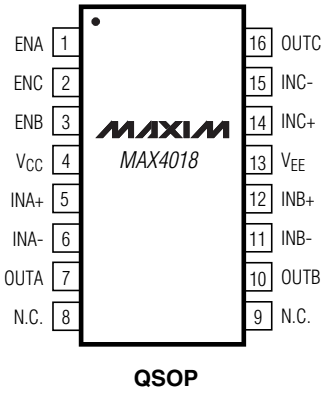 ENA 1 16 OUTC
ENC 2 15 INC-
ENB 3 14 INC+
MAXIM
VCC 4 MAX4018 13 VEE
INA+ 5 12 INB+
INA- 6 11 INB-
OUTA 7 10 OUTB
N.C. 8 9 N.C.
QSOP